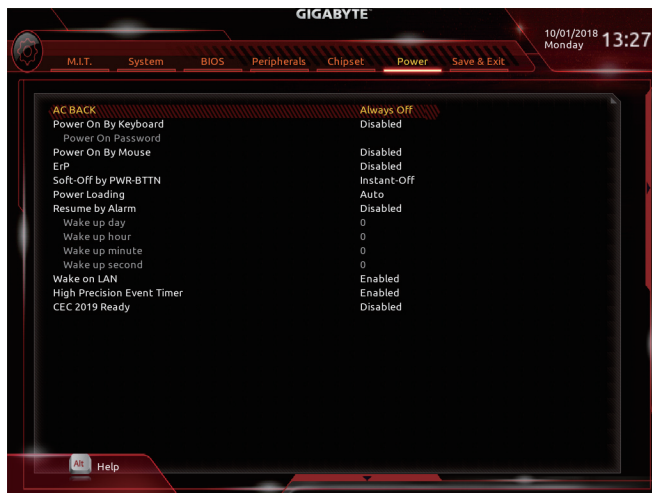 GIGABYTE™
10/01/2018 13:27
Monday
M.I.T. System BIOS Peripherals Chipset Power Save & Exit
AC BACK Always Off
Power On By Keyboard Disabled
Power On Password
Power On By Mouse Disabled
ErP Disabled
Soft-Off by PWR-BTTN Instant-Off
Power Loading Auto
Resume by Alarm Disabled
Wake up day 0
Wake up hour 0
Wake up minute 0
Wake up second 0
Wake on LAN Enabled
High Precision Event Timer Enabled
CEC 2019 Ready Disabled
Alt Help